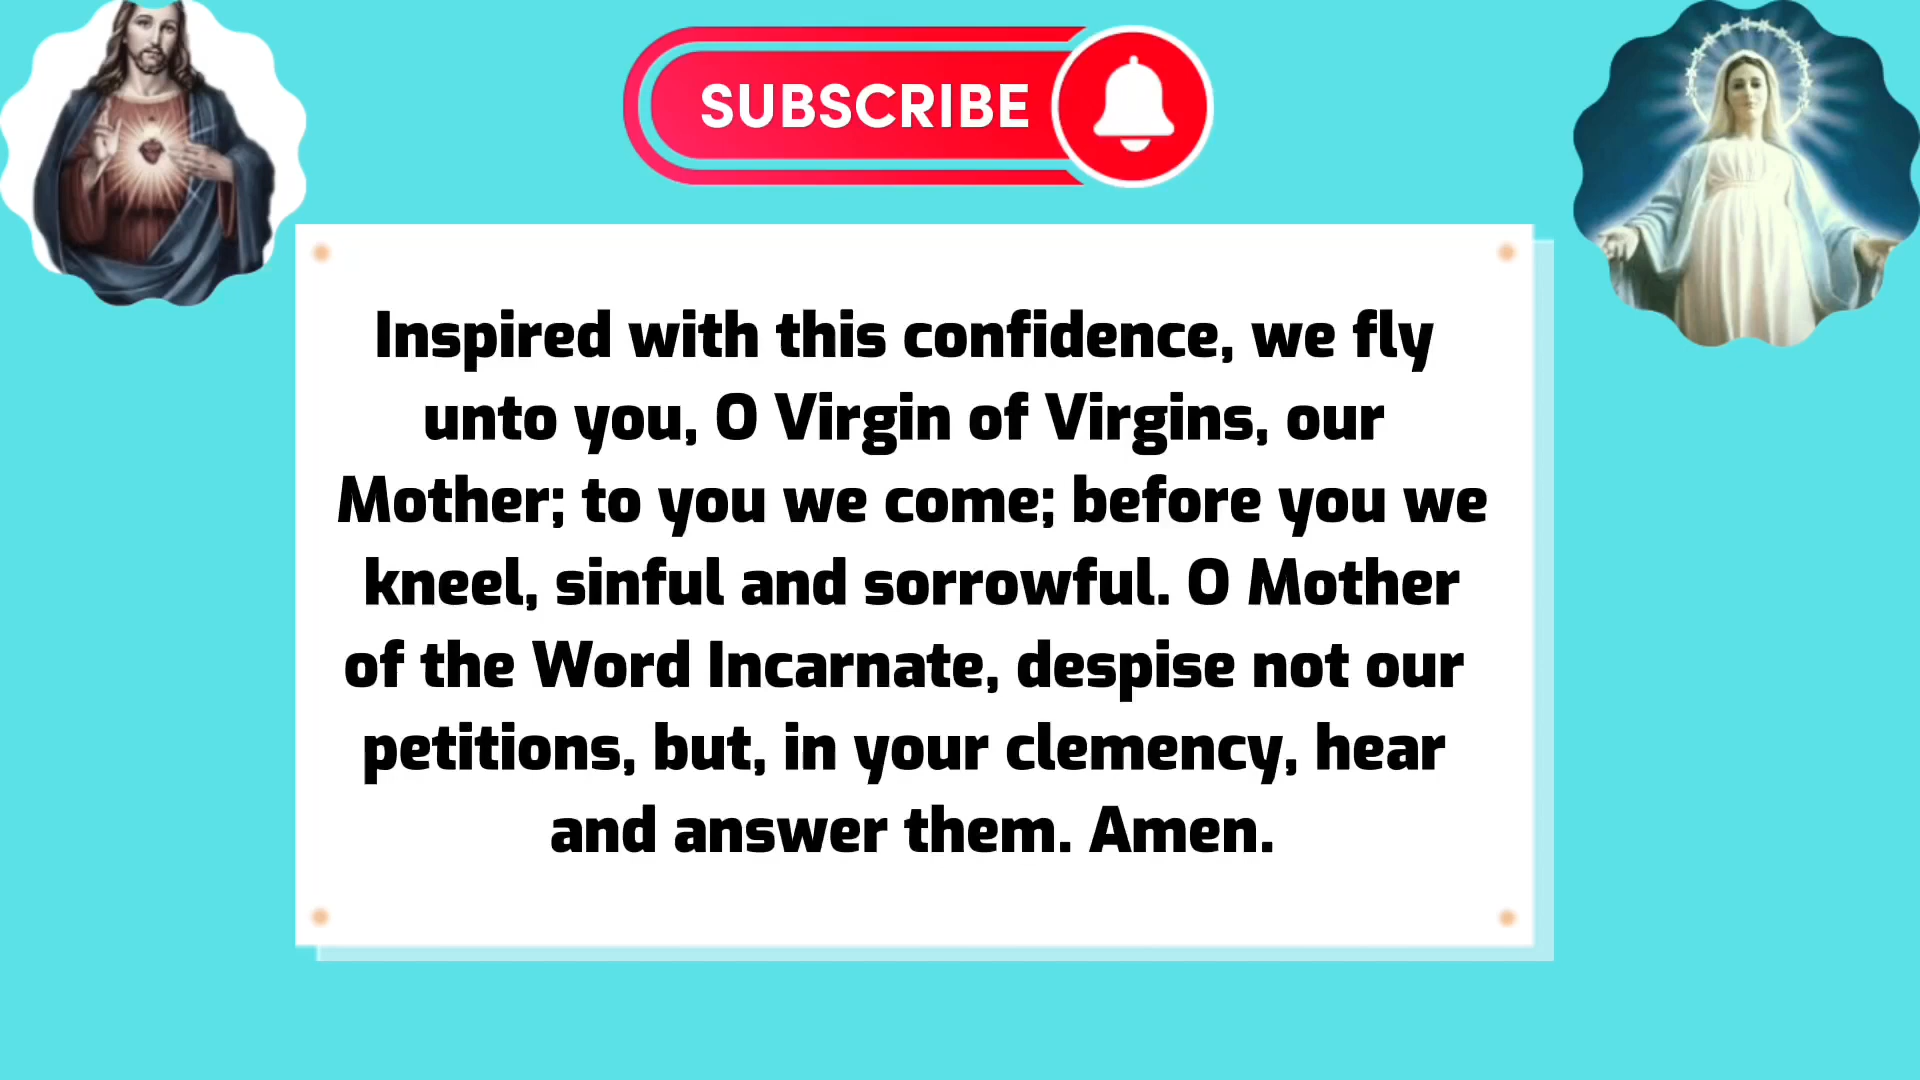 SUBSCRIBE
Inspired with this confidence, we fly
unto you, O Virgin of Virgins, our
Mother; to you we come; before you we
kneel, sinful and sorrowful. O Mother
of the Word Incarnate, despise not our
petitions, but, in your clemency, hear
and answer them. Amen.